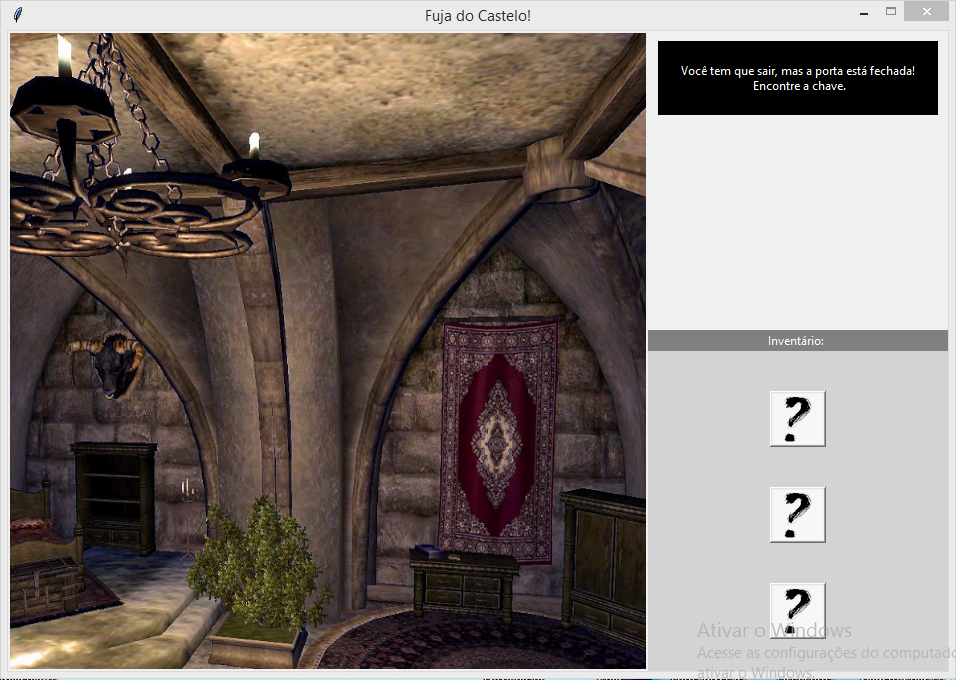 Fuja do Castelo!
Você tem que sair, mas a porta está fechada!
Encontre a chave.
Inventário:
?
?
?
Ativar o Windows
Acesse as configurações do computado
ativar o Windows.